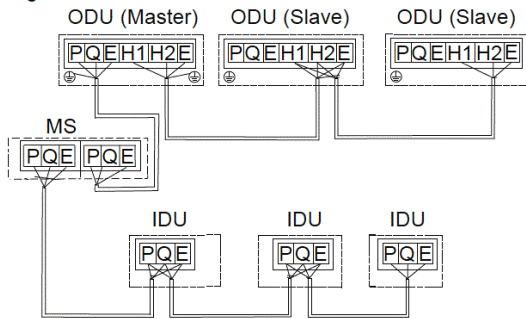 ODU (Master) ODU (Slave) ODU (Slave)
P Q E H1 H2 E P Q E H1 H2 E P Q E H1 H2 E
MS
P Q E P Q E
IDU IDU IDU
P Q E P Q E P Q E